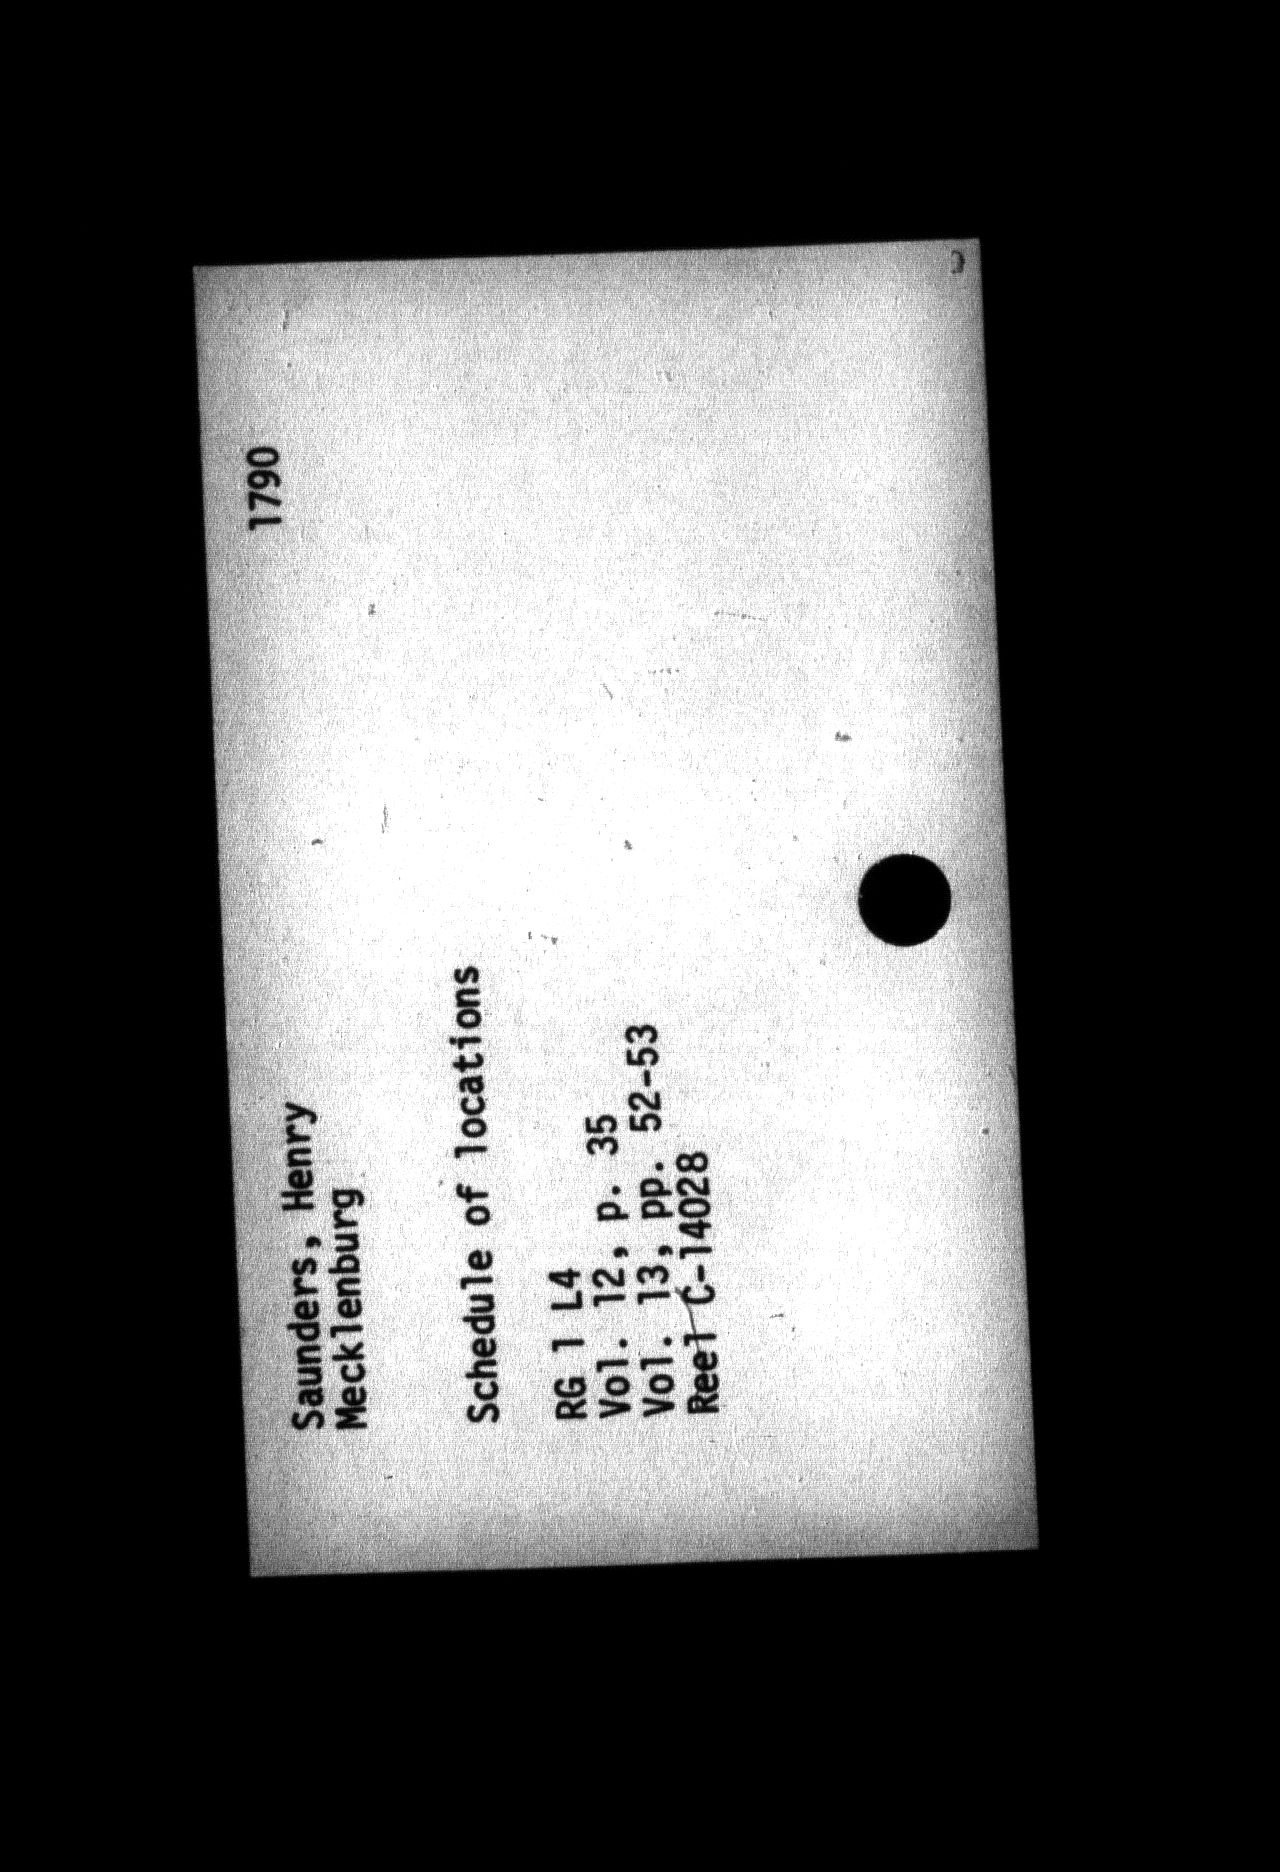 1790
Saunders, Henry
Mecklenburg
Schedule of locations
RG 1 L4
Vol. 12, p. 35
Vol. 13, pp. 52-53
Reel C-14028